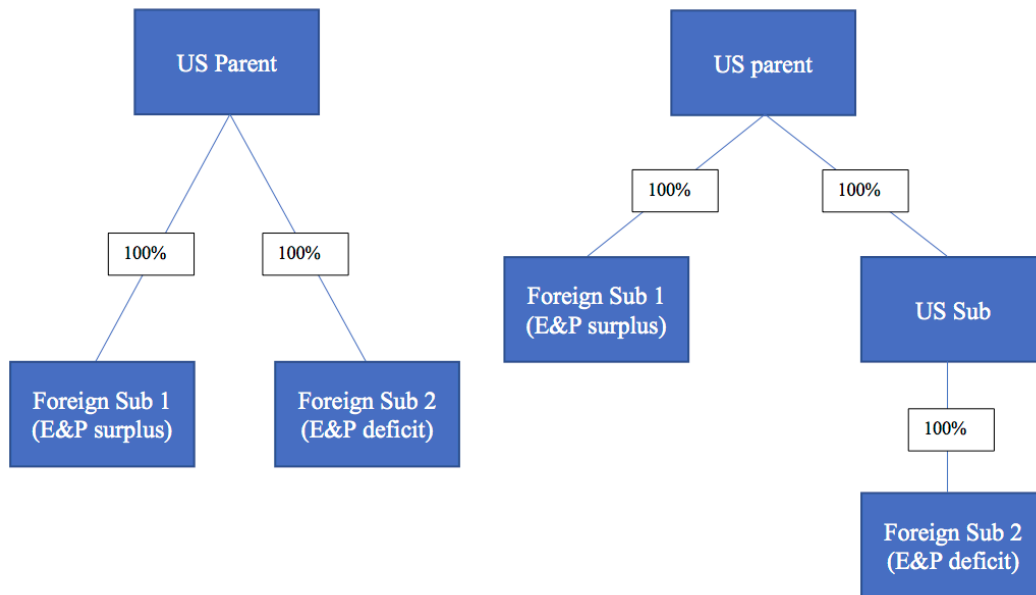 US Parent
100%
100%
Foreign Sub 1
(E&P surplus)
Foreign Sub 2
(E&P deficit)
US parent
100%
100%
Foreign Sub 1
(E&P surplus)
US Sub
100%
Foreign Sub 2
(E&P deficit)